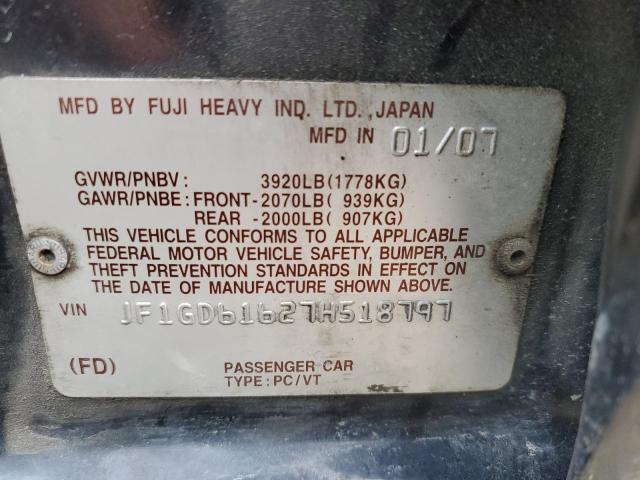 MFD BY FUJI HEAVY IND. LTD., JAPAN
MFD IN 01/07
GVWR/PNBV: 3920LB(1778KG)
GAWR/PNBE: FRONT-2070LB( 939KG)
REAR -2000LB( 907KG)
THIS VEHICLE CONFORMS TO ALL APPLICABLE
FEDERAL MOTOR VEHICLE SAFETY, BUMPER, AND
THEFT PREVENTION STANDARDS IN EFFECT ON
THE DATE OF MANUFACTURE SHOWN ABOVE.
VIN JF1GD61627H518797
(FD) PASSENGER CAR
TYPE: PC/VT